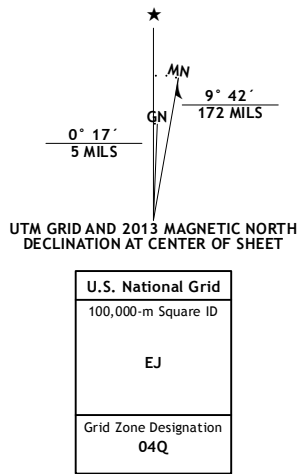 MN
GN
9° 42´
172 MILS
0° 17´
5 MILS
UTM GRID AND 2013 MAGNETIC NORTH
DECLINATION AT CENTER OF SHEET
U.S. National Grid
100,000-m Square ID
EJ
Grid Zone Designation
04Q